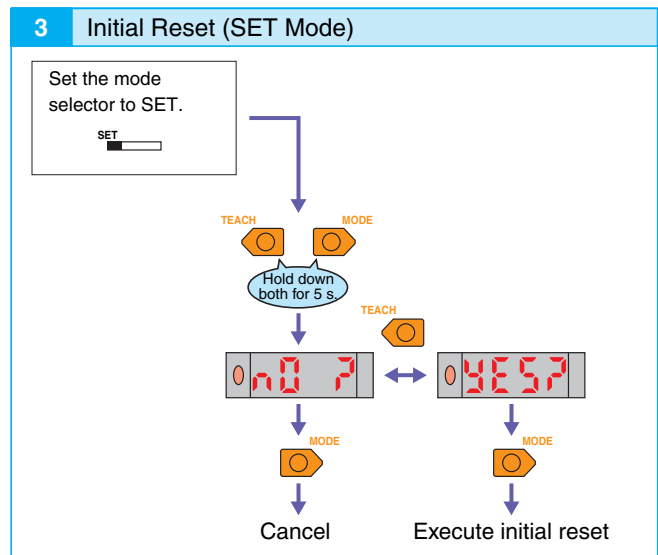 3 Initial Reset (SET Mode)
Set the mode
selector to SET.
SET
TEACH
MODE
Hold down
both for 5 s.
TEACH
nO ?
YES?
MODE
MODE
Cancel
Execute initial reset